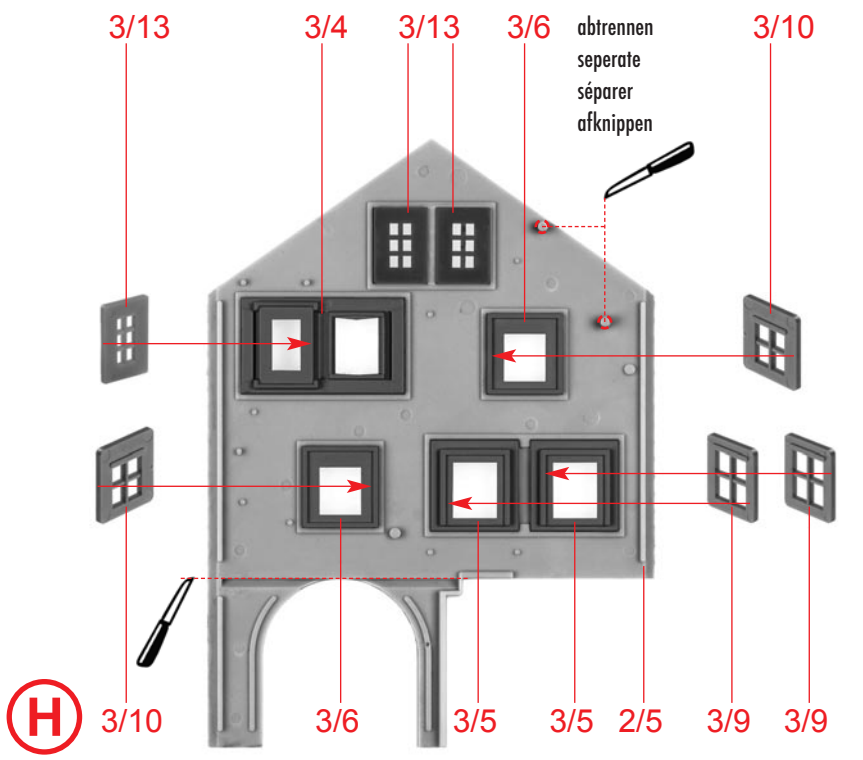 3/13 3/4 3/13 3/6 3/10
abtrennen
seperate
séparer
afknippen
H 3/10 3/6 3/5 3/5 2/5 3/9 3/9